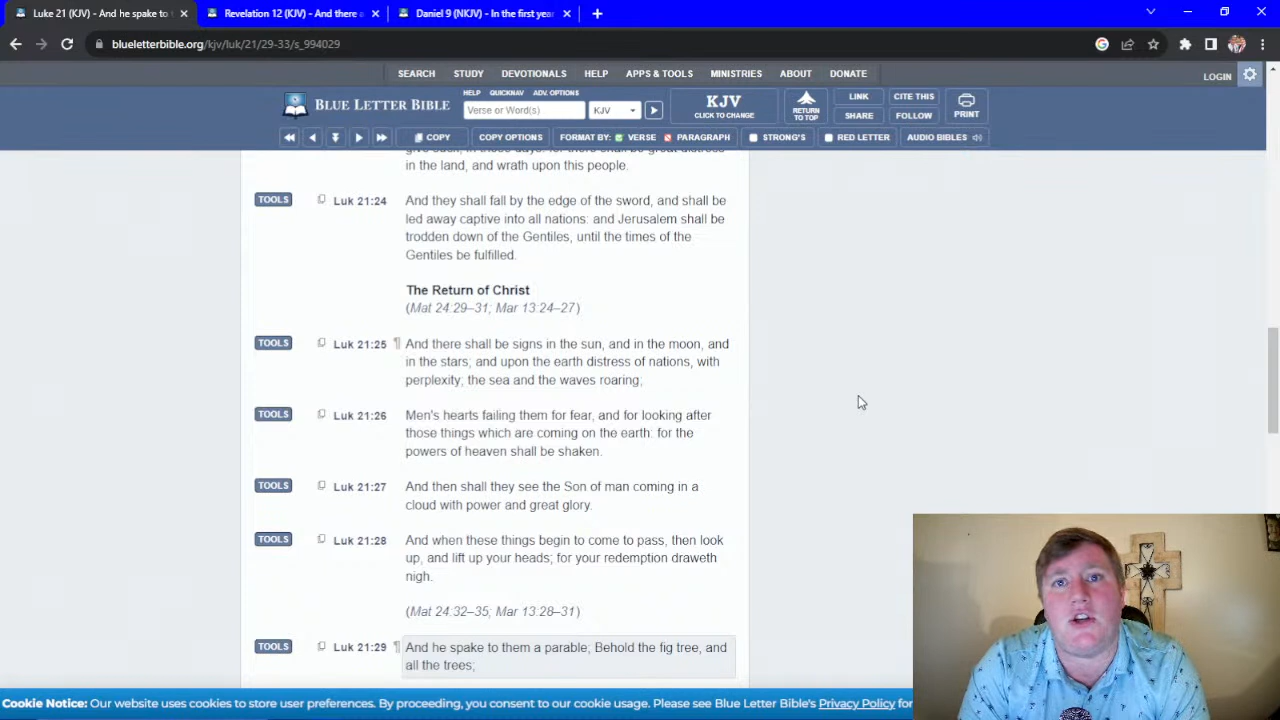 Luke 21 (KJV) - And he spake to
Revelation 12 (KJV) - And there a
Daniel 9 (NKJV) - In the first year
blueletterbible.org/kjv/luk/21/29-33/s_994029
SEARCH STUDY DEVOTIONALS HELP APPS & TOOLS MINISTRIES ABOUT DONATE
LOGIN
BLUE LETTER BIBLE
HELP QUICKNAV ADV. OPTIONS
Verse or Word(s)
KJV
KJV
CLICK TO CHANGE
RETURN
TO TOP
LINK
CITE THIS
SHARE
FOLLOW
PRINT
COPY
COPY OPTIONS
FORMAT BY: VERSE PARAGRAPH
STRONG'S
RED LETTER
AUDIO BIBLES
give suck, in those days! for there shall be great distress
in the land, and wrath upon this people.
TOOLS Luk 21:24 And they shall fall by the edge of the sword, and shall be
led away captive into all nations: and Jerusalem shall be
trodden down of the Gentiles, until the times of the
Gentiles be fulfilled.
The Return of Christ
(Mat 24:29–31; Mar 13:24–27)
TOOLS Luk 21:25 ¶ And there shall be signs in the sun, and in the moon, and
in the stars; and upon the earth distress of nations, with
perplexity; the sea and the waves roaring;
TOOLS Luk 21:26 Men's hearts failing them for fear, and for looking after
those things which are coming on the earth: for the
powers of heaven shall be shaken.
TOOLS Luk 21:27 And then shall they see the Son of man coming in a
cloud with power and great glory.
TOOLS Luk 21:28 And when these things begin to come to pass, then look
up, and lift up your heads; for your redemption draweth
nigh.
(Mat 24:32–35; Mar 13:28–31)
TOOLS Luk 21:29 ¶ And he spake to them a parable; Behold the fig tree, and
all the trees;
Cookie Notice: Our website uses cookies to store user preferences. By proceeding, you consent to our cookie usage. Please see Blue Letter Bible's Privacy Policy for